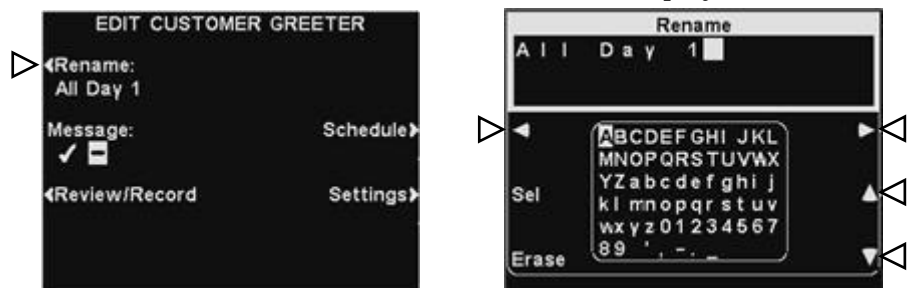 EDIT CUSTOMER GREETER
Rename:
All Day 1
Message:
Schedule
Review/Record
Settings
Rename
All Day 1
ABCDEFGHIJKL
MNOPQRSTUVWX
YZabcdefghij
Sel
klmnopqrstuv
wxyz01234567
89 ',-._
Erase